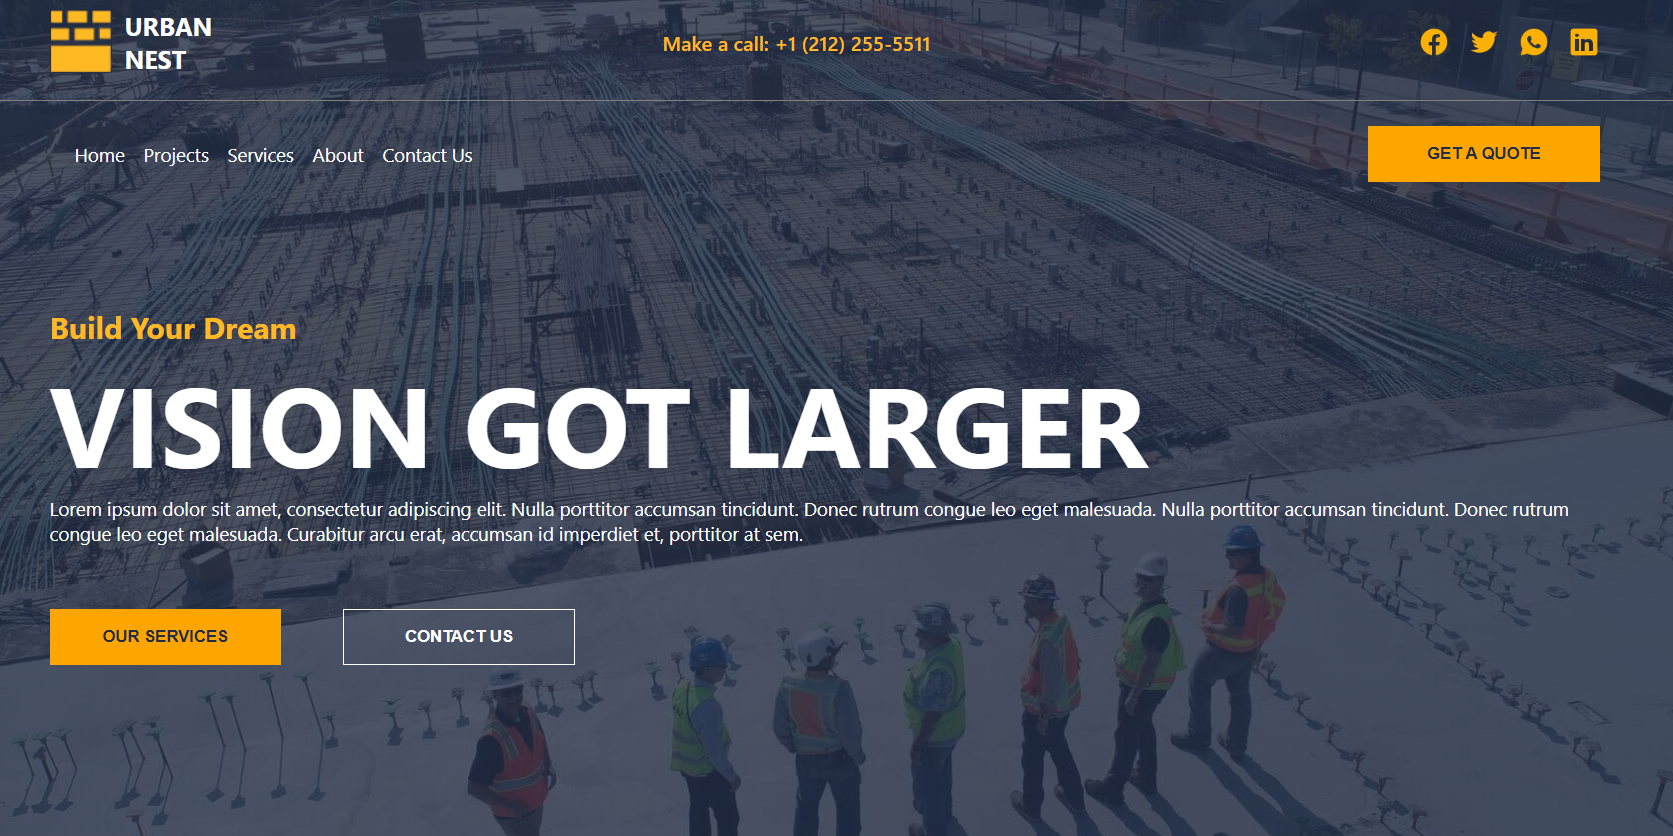 URBAN
NEST
Make a call: +1 (212) 255-5511
Home Projects Services About Contact Us
GET A QUOTE
Build Your Dream
VISION GOT LARGER
Lorem ipsum dolor sit amet, consectetur adipiscing elit. Nulla porttitor accumsan tincidunt. Donec rutrum congue leo eget malesuada. Nulla porttitor accumsan tincidunt. Donec rutrum
congue leo eget malesuada. Curabitur arcu erat, accumsan id imperdiet et, porttitor at sem.
OUR SERVICES
CONTACT US